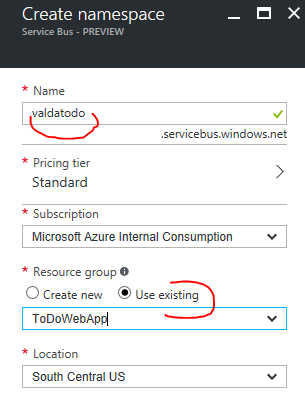 Create namespace
Service Bus - PREVIEW
* Name
valdatodo
.servicebus.windows.net
* Pricing tier
Standard
* Subscription
Microsoft Azure Internal Consumption
* Resource group
Create new Use existing
ToDoWebApp
* Location
South Central US